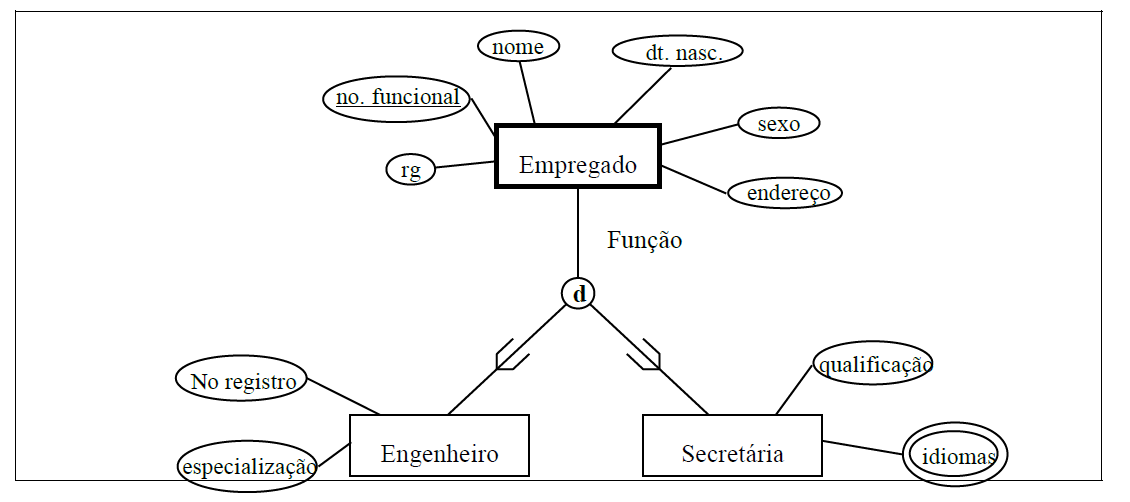 nome
dt. nasc.
no. funcional
sexo
rg
Empregado
endereço
Função
d
No registro
qualificação
Engenheiro
Secretária
especialização
idiomas